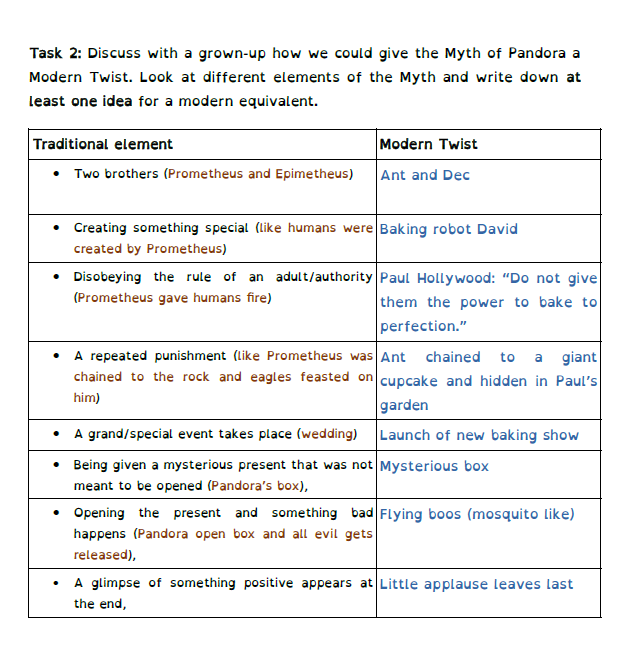 Task 2: Discuss with a grown-up how we could give the Myth of Pandora a
Modern Twist. Look at different elements of the Myth and write down at
least one idea for a modern equivalent.
Traditional element
Modern Twist
• Two brothers (Prometheus and Epimetheus)
Ant and Dec
• Creating something special (like humans were
created by Prometheus)
Baking robot David
• Disobeying the rule of an adult/authority
(Prometheus gave humans fire)
Paul Hollywood: “Do not give
them the power to bake to
perfection.”
• A repeated punishment (like Prometheus was
chained to the rock and eagles feasted on
him)
Ant chained to a giant
cupcake and hidden in Paul’s
garden
• A grand/special event takes place (wedding)
Launch of new baking show
• Being given a mysterious present that was not
meant to be opened (Pandora’s box),
Mysterious box
• Opening the present and something bad
happens (Pandora open box and all evil gets
released),
Flying boos (mosquito like)
• A glimpse of something positive appears at
the end,
Little applause leaves last